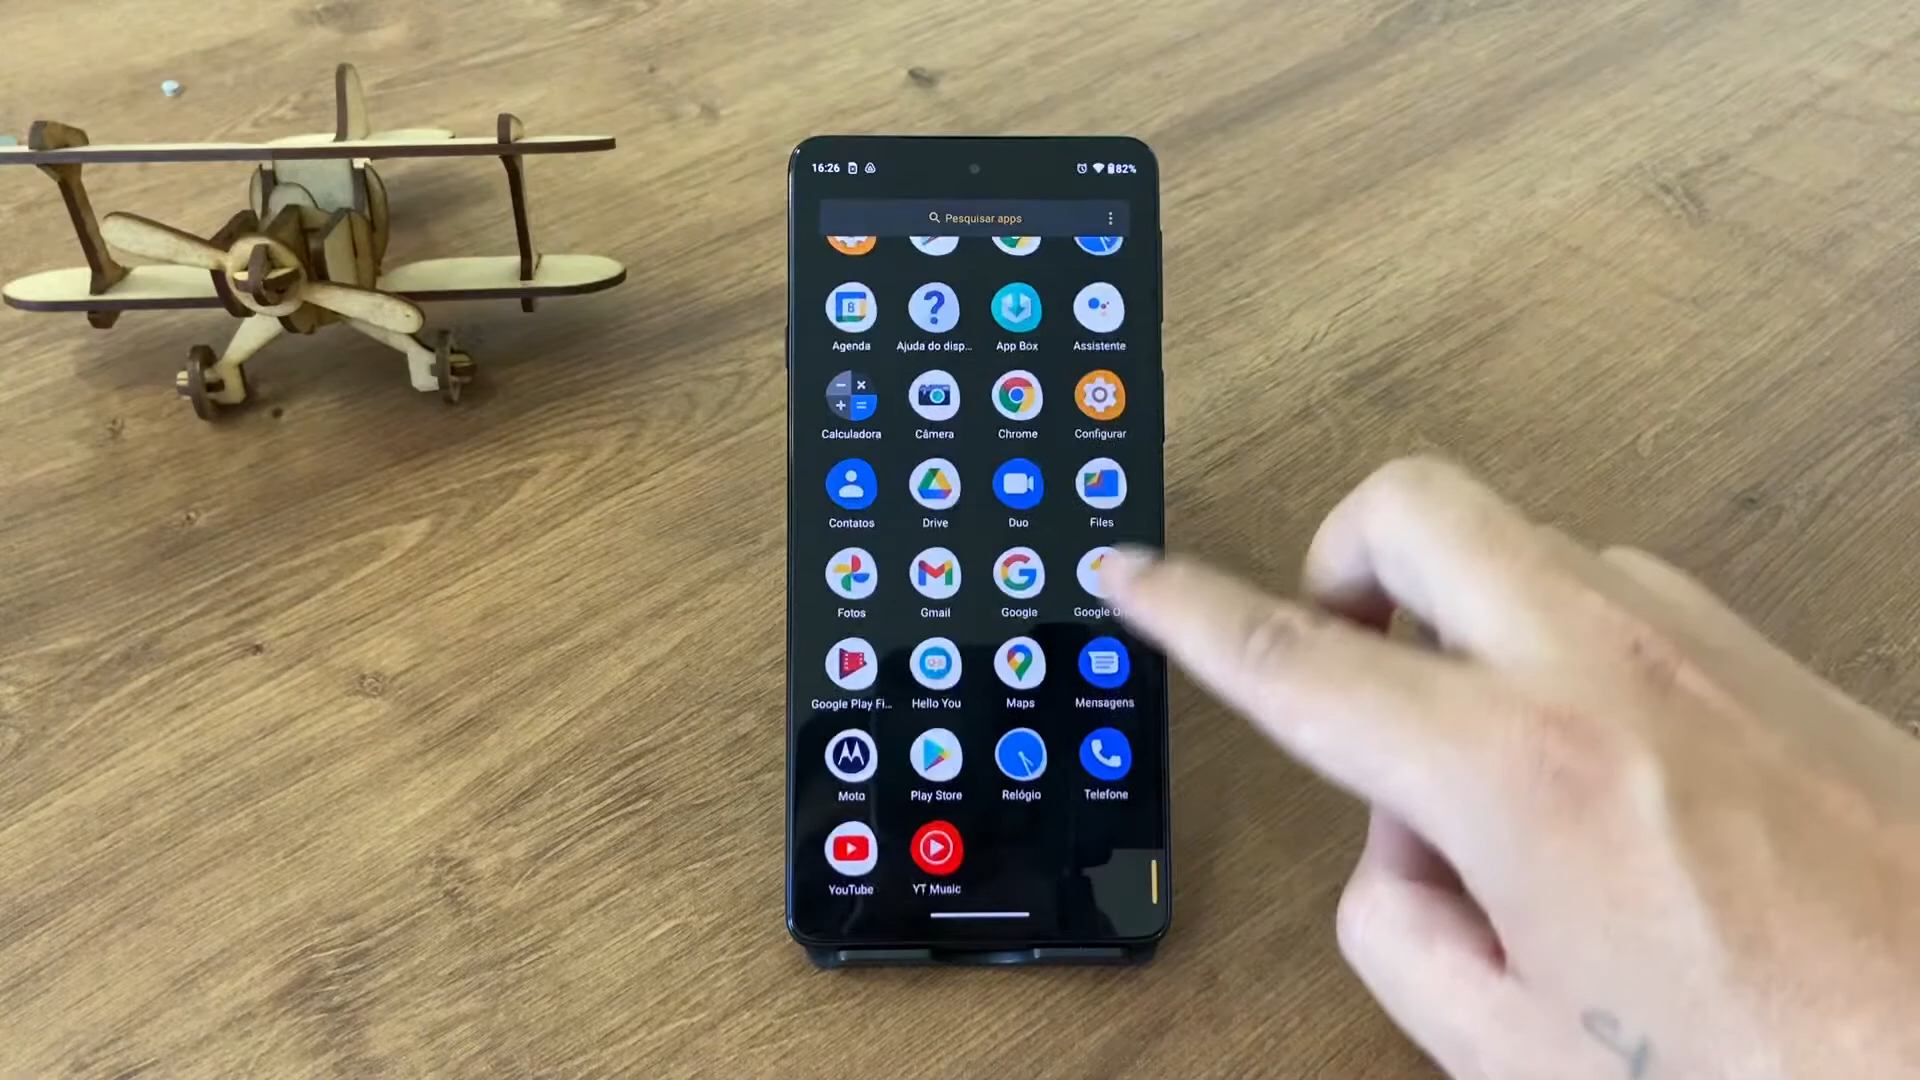 16:26 82%
Pesquisar apps
8
Agenda Ajuda do disp... App Box Assistente
Calculadora Câmera Chrome Configurar
Contatos Drive Duo Files
Fotos Gmail Google Google
Google Play Fi... Hello You Maps Mensagens
Moto Play Store Relógio Telefone
YouTube YT Music